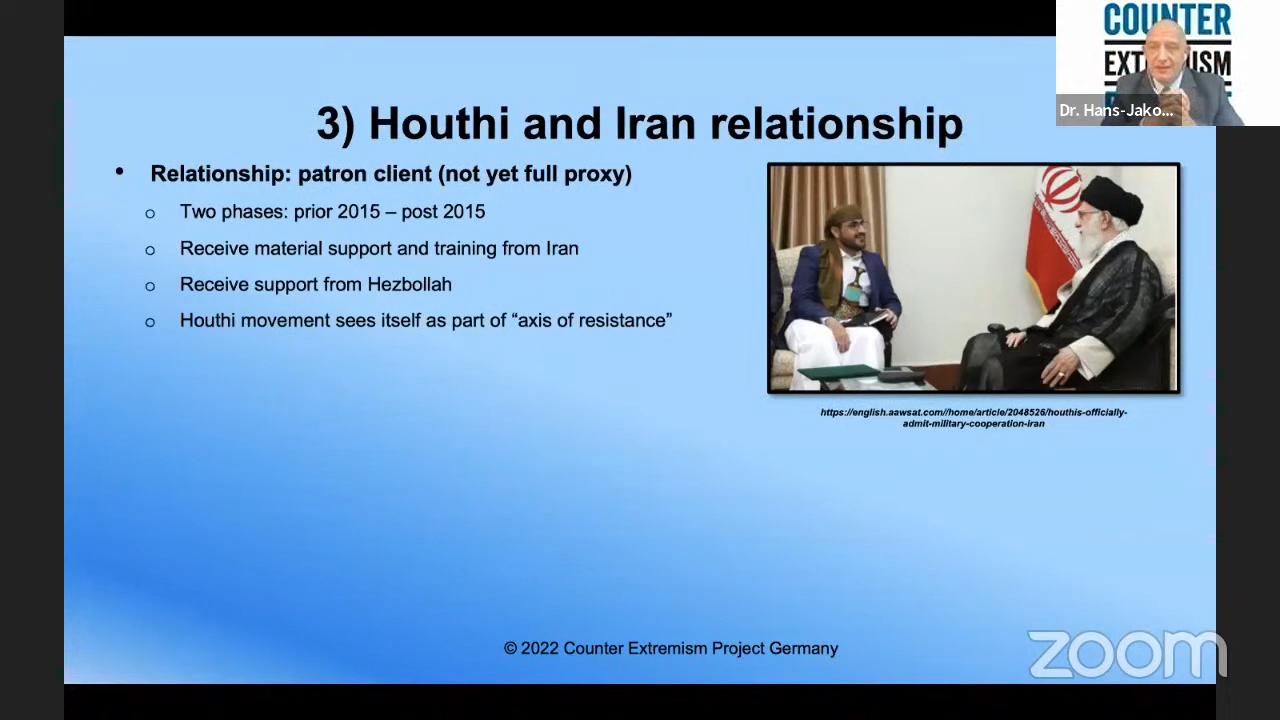 COUNTER
EXTREMISM
Dr. Hans-Jako...
3) Houthi and Iran relationship
• Relationship: patron client (not yet full proxy)
o Two phases: prior 2015 – post 2015
o Receive material support and training from Iran
o Receive support from Hezbollah
o Houthi movement sees itself as part of “axis of resistance”
https://english.aawsat.com//home/article/2048526/houthis-officially-
admit-military-cooperation-iran
© 2022 Counter Extremism Project Germany
zoom